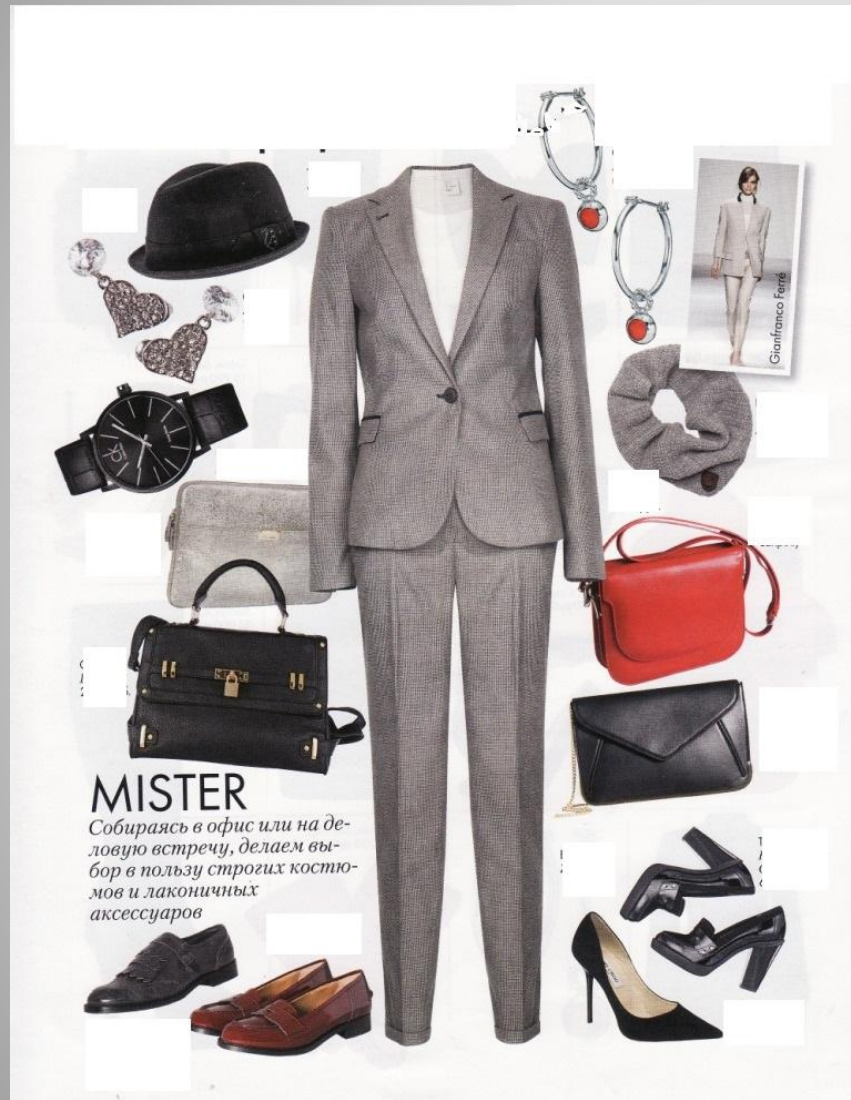 Gianfranco Ferré
ck
MISTER
Собираясь в офис или на де-
ловую встречу, делаем вы-
бор в пользу строгих костю-
мов и лаконичных
аксессуаров